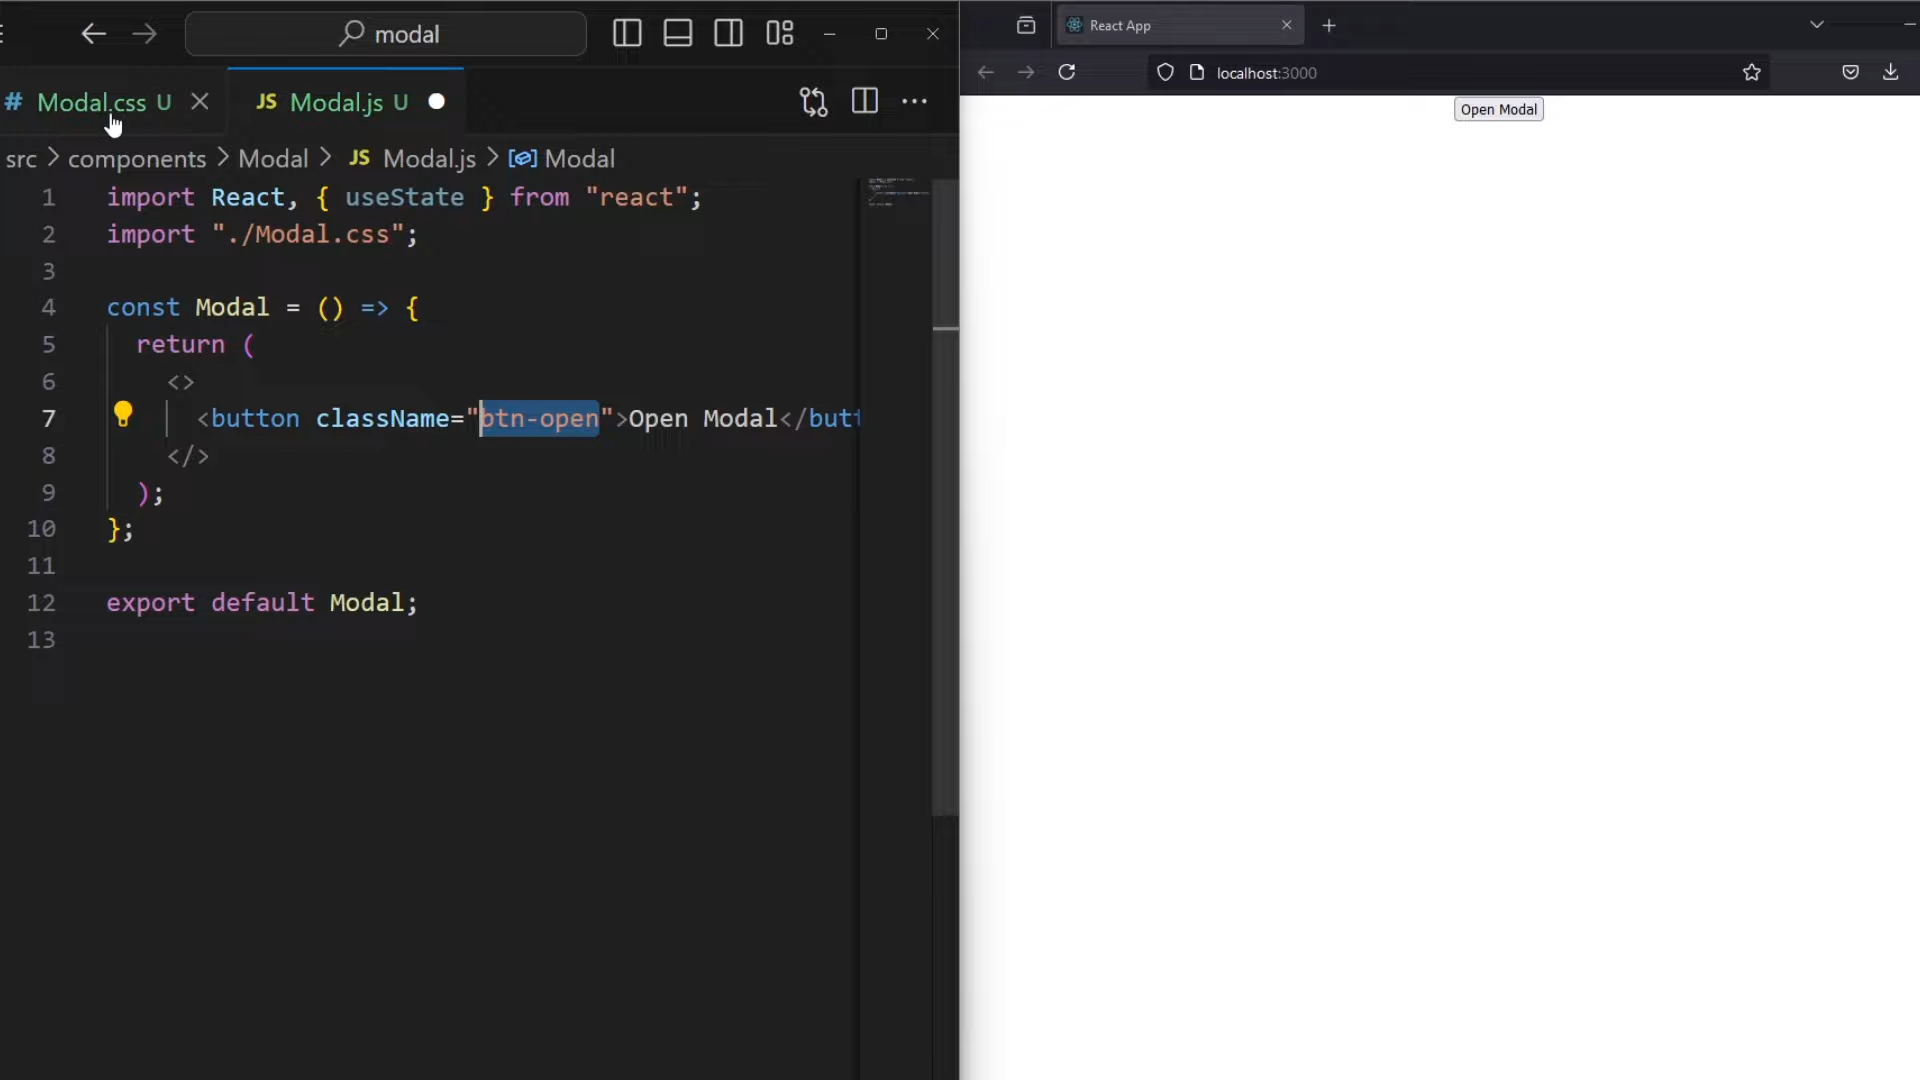 modal
# Modal.css U
JS Modal.js U
src > components > Modal > JS Modal.js > Modal
1 import React, { useState } from "react";
2 import "./Modal.css";
3
4 const Modal = () => {
5 return (
6 <>
7 <button className="btn-open">Open Modal</butt
8 </>
9 );
10 };
11
12 export default Modal;
13
React App
localhost:3000
Open Modal